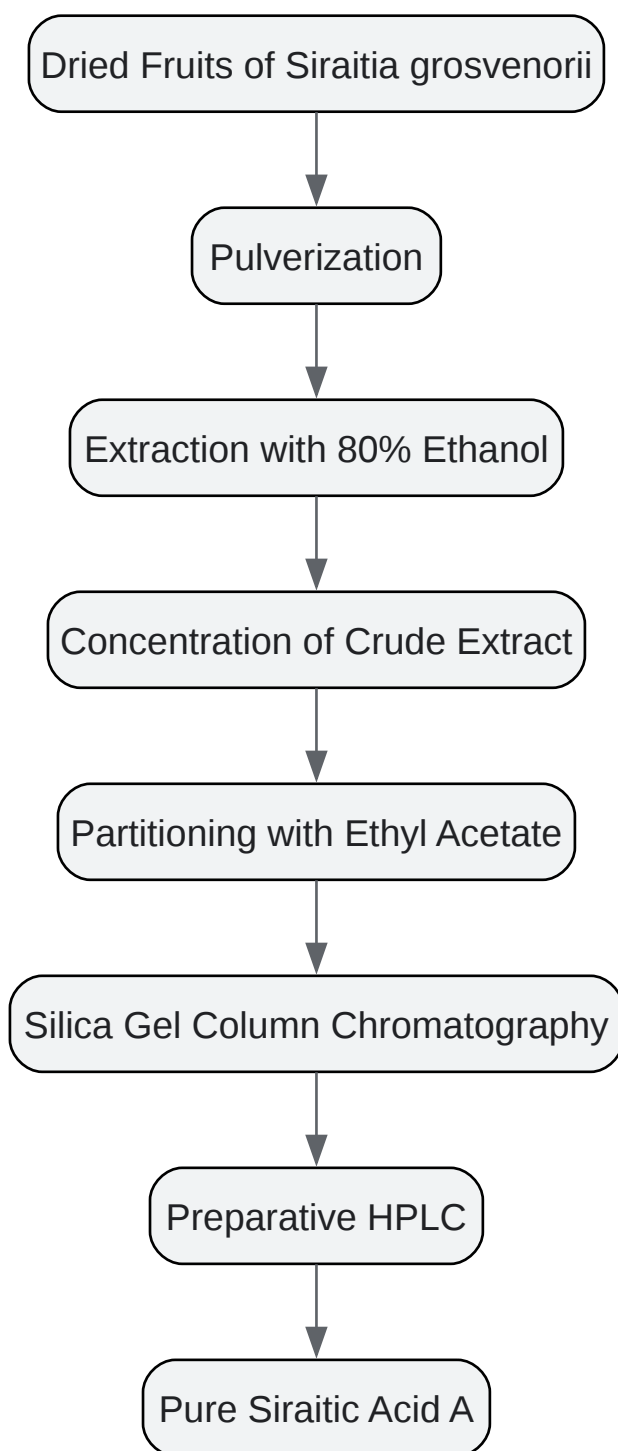 Dried Fruits of Siraitia grosvenorii
Pulverization
Extraction with 80% Ethanol
Concentration of Crude Extract
Partitioning with Ethyl Acetate
Silica Gel Column Chromatography
Preparative HPLC
Pure Siraitic Acid A